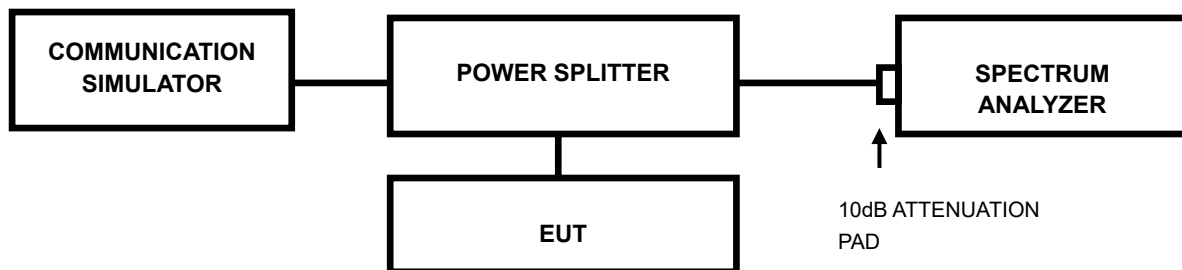 COMMUNICATION
SIMULATOR
POWER SPLITTER
SPECTRUM
ANALYZER
EUT
10dB ATTENUATION
PAD